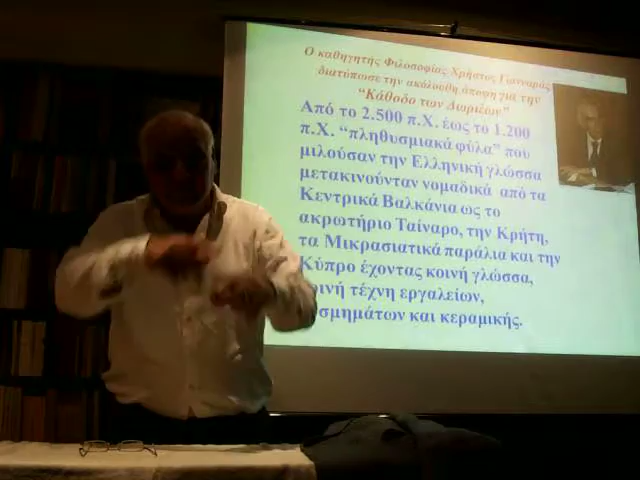 Ο καθηγητής Φιλοσοφίας Χρήστος Γιανναράς
διατύπωσε την ακόλουθη άποψη για την
“Κάθοδο των Δωριέων”
Από το 2.500 π.Χ. έως το 1.200
π.Χ. “πληθυσμιακά φύλα” που
μιλούσαν την Ελληνική γλώσσα
μετακινούνταν νομαδικά από τα
Κεντρικά Βαλκάνια ως το
ακρωτήριο Ταίναρο, την Κρήτη,
τα Μικρασιατικά παράλια και την
Κύπρο έχοντας κοινή γλώσσα,
κοινή τέχνη εργαλείων,
και κεραμικής.